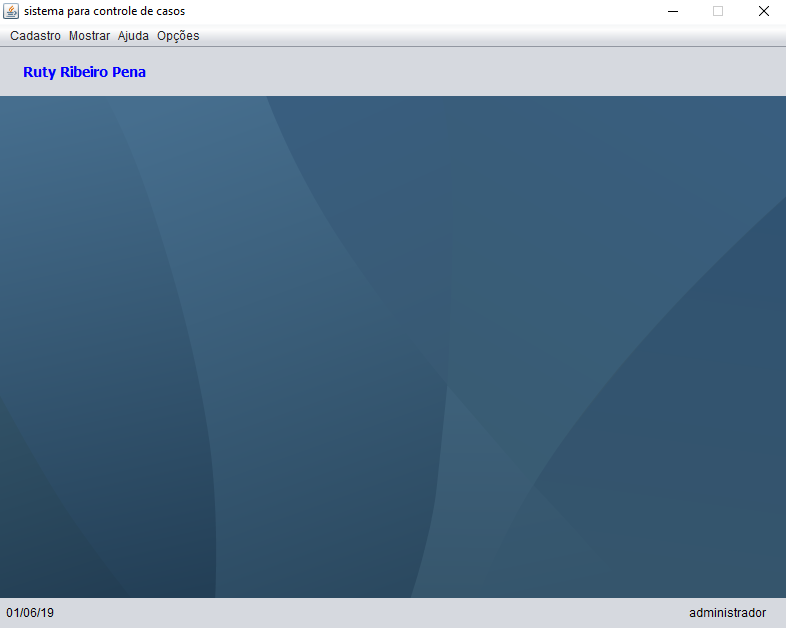 sistema para controle de casos
Cadastro Mostrar Ajuda Opções
Ruty Ribeiro Pena
01/06/19 administrador